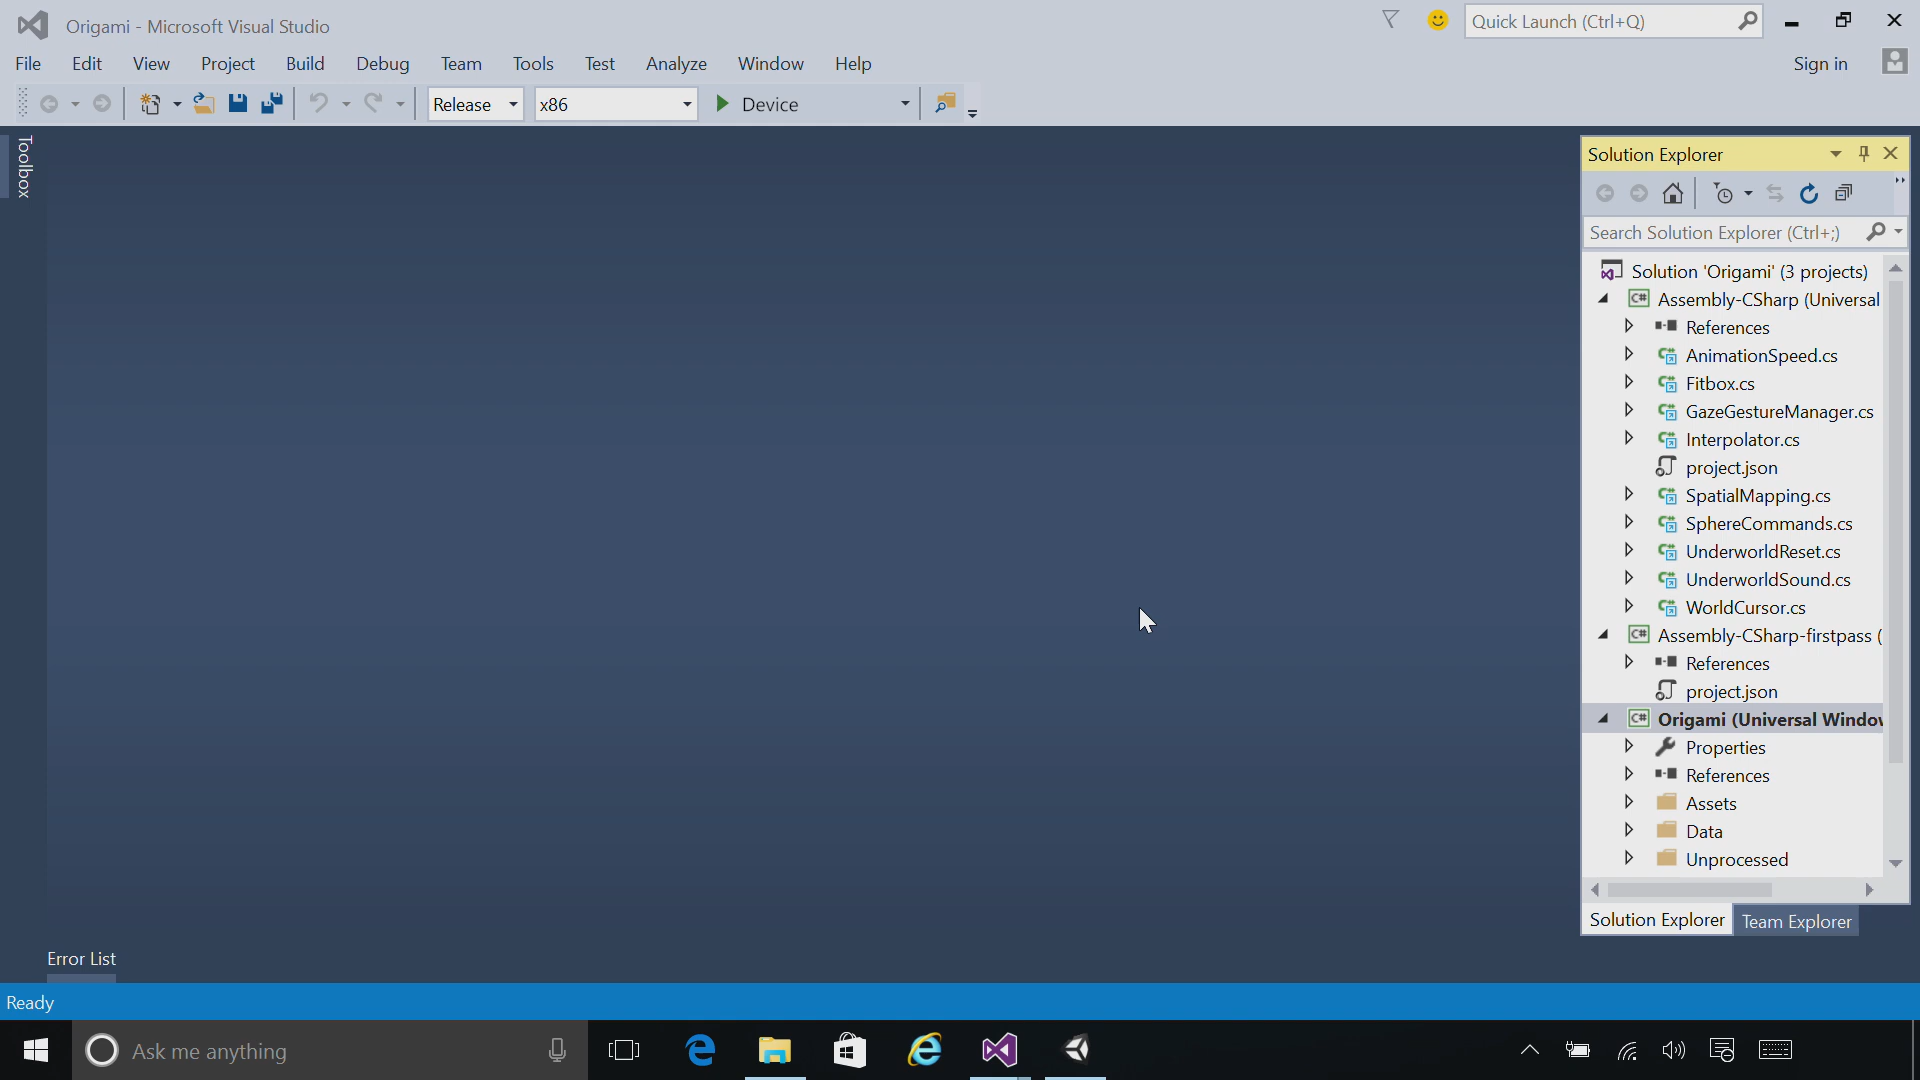 Origami - Microsoft Visual Studio
Quick Launch (Ctrl+Q)
File Edit View Project Build Debug Team Tools Test Analyze Window Help
Sign in
Release x86 Device
Toolbox
Solution Explorer
Search Solution Explorer (Ctrl+;)
Solution 'Origami' (3 projects)
C# Assembly-CSharp (Universal
References
C# AnimationSpeed.cs
C# Fitbox.cs
C# GazeGestureManager.cs
C# Interpolator.cs
project.json
C# SpatialMapping.cs
C# SphereCommands.cs
C# UnderworldReset.cs
C# UnderworldSound.cs
C# WorldCursor.cs
C# Assembly-CSharp-firstpass (
References
project.json
C# Origami (Universal Window
Properties
References
Assets
Data
Unprocessed
Solution Explorer Team Explorer
Error List
Ready
Ask me anything